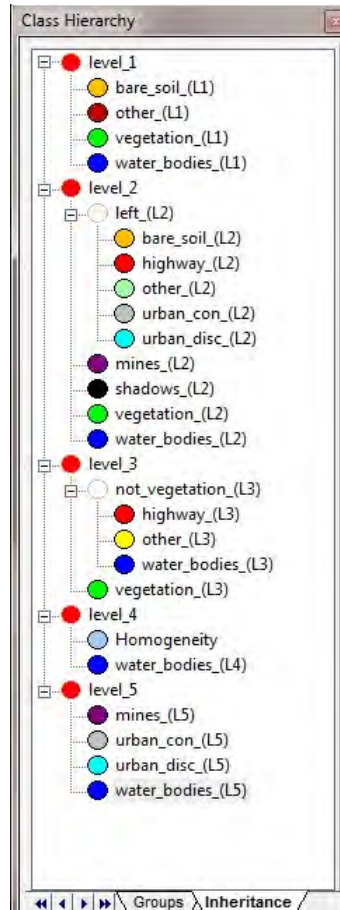 Class Hierarchy
level_1
bare_soil_(L1)
other_(L1)
vegetation_(L1)
water_bodies_(L1)
level_2
left_(L2)
bare_soil_(L2)
highway_(L2)
other_(L2)
urban_con_(L2)
urban_disc_(L2)
mines_(L2)
shadows_(L2)
vegetation_(L2)
water_bodies_(L2)
level_3
not_vegetation_(L3)
highway_(L3)
other_(L3)
water_bodies_(L3)
vegetation_(L3)
level_4
Homogeneity
water_bodies_(L4)
level_5
mines_(L5)
urban_con_(L5)
urban_disc_(L5)
water_bodies_(L5)
Groups Inheritance